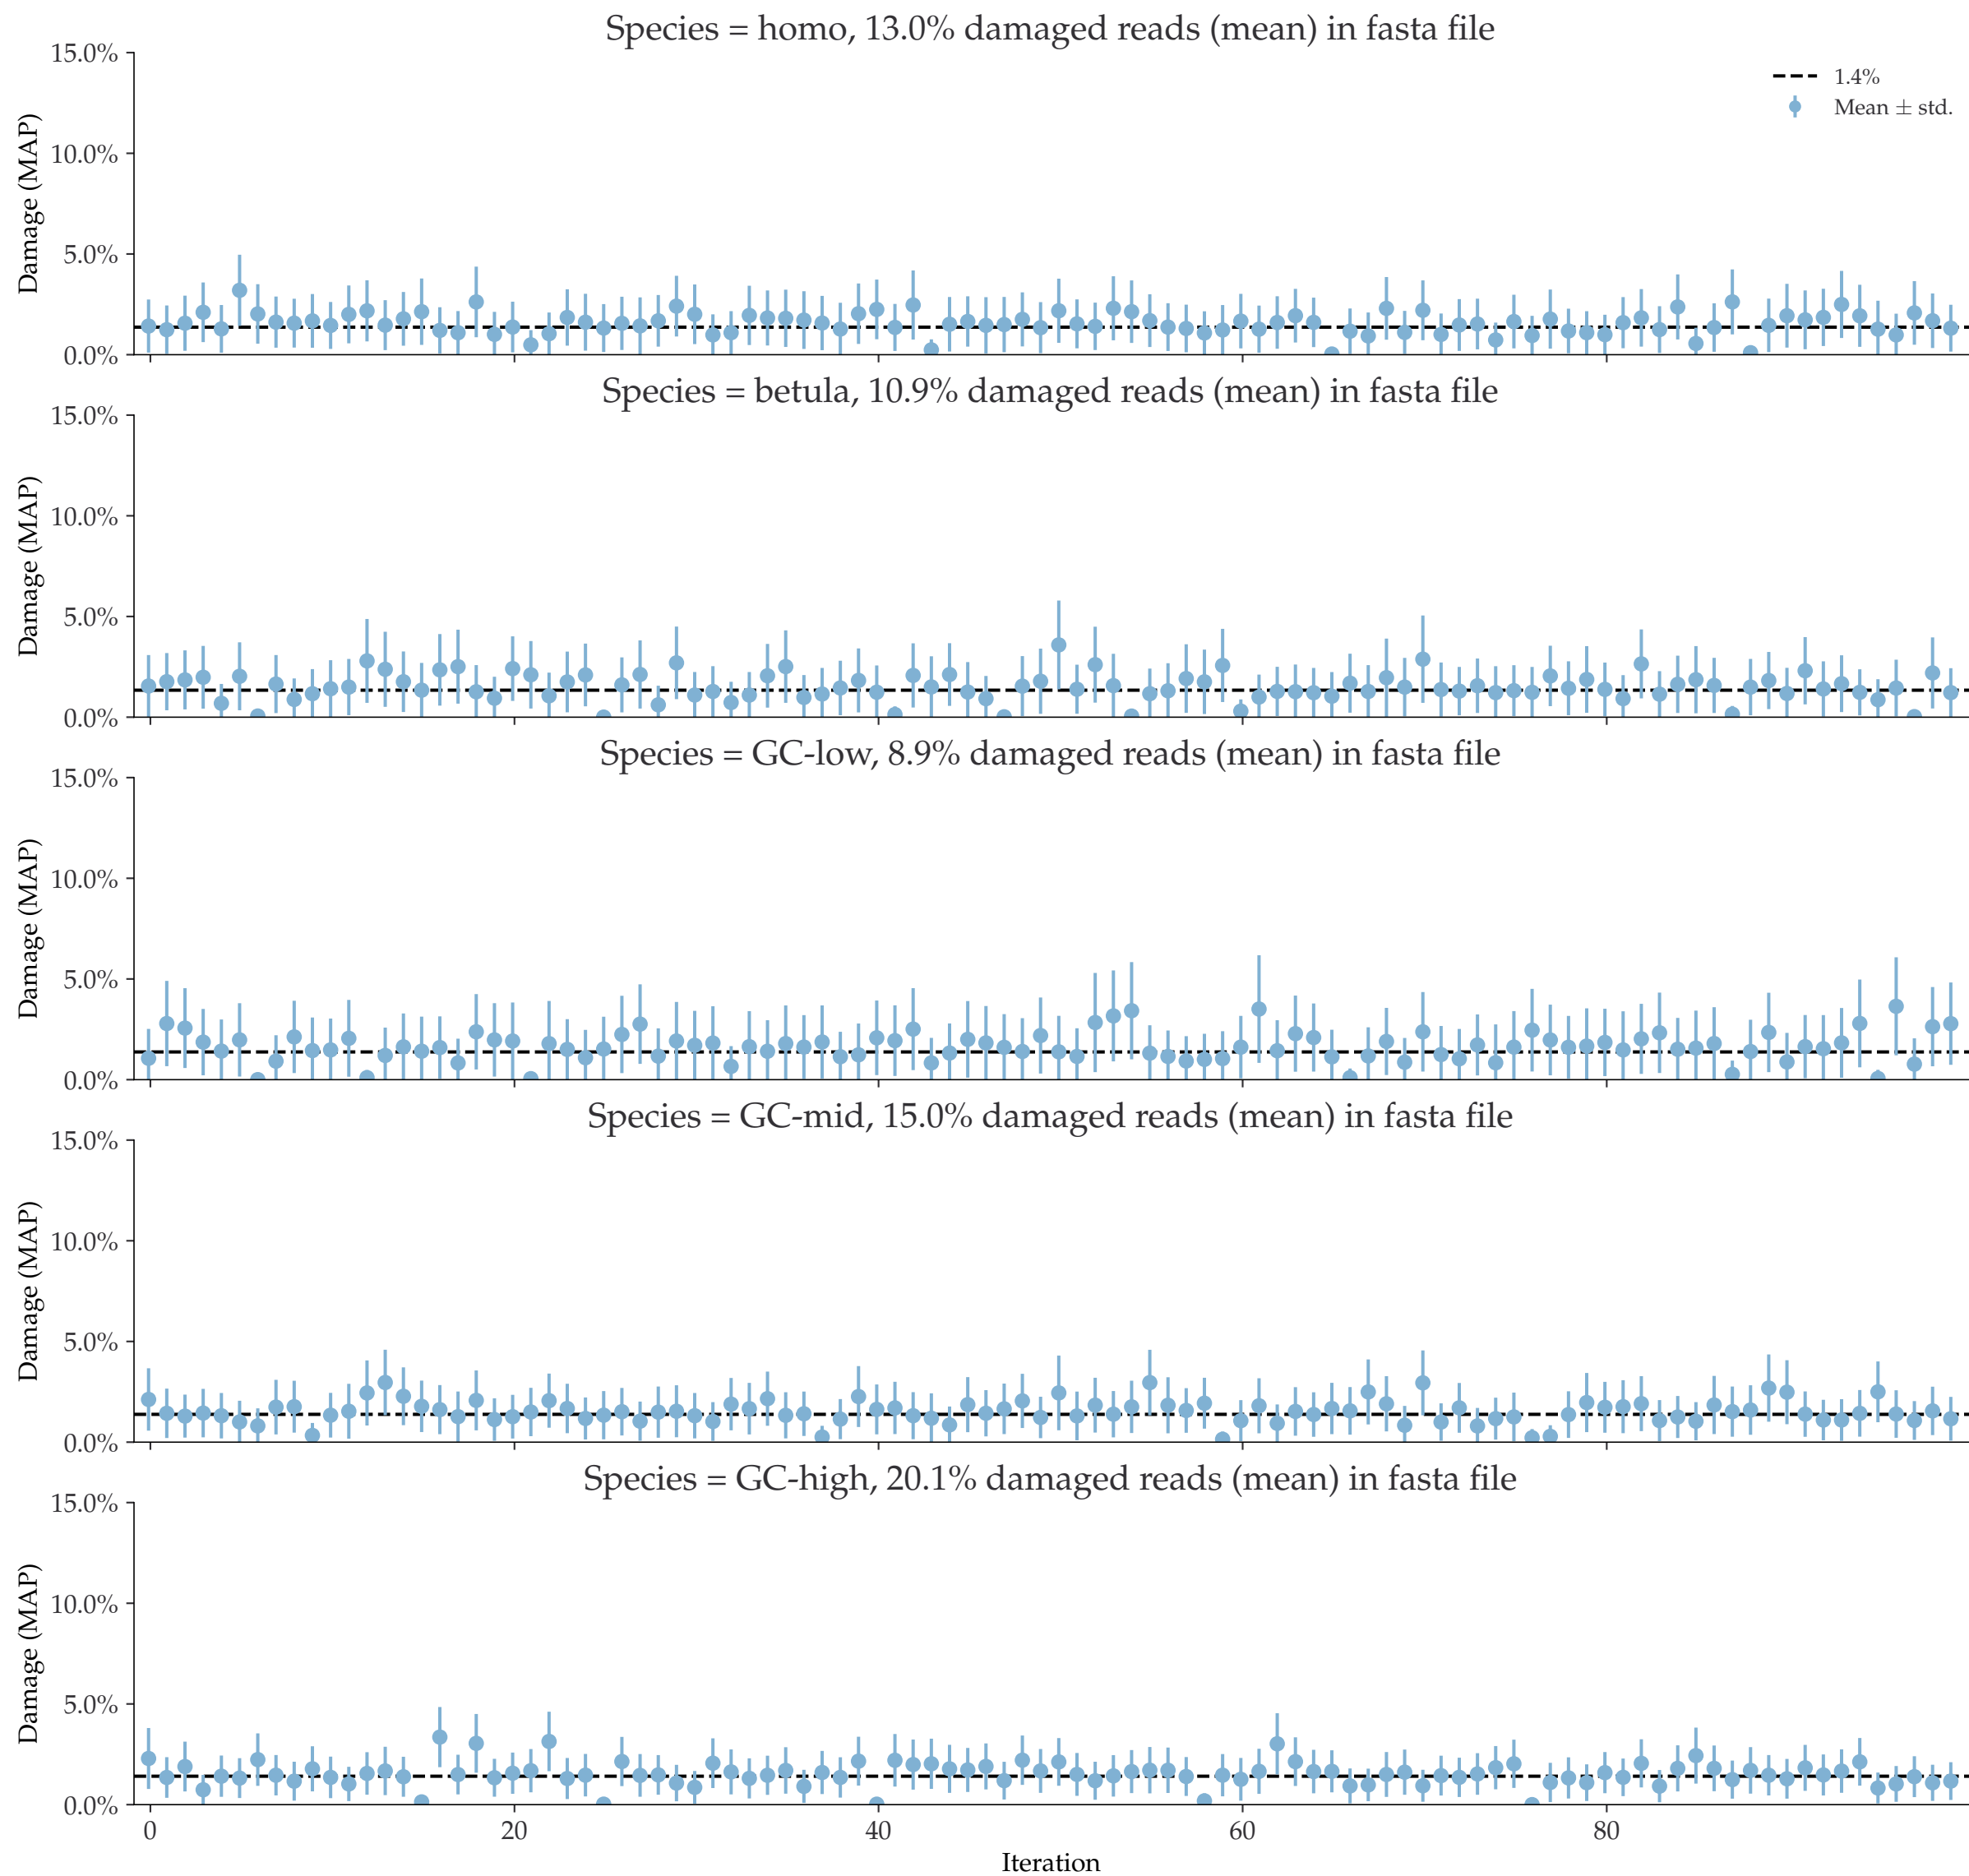 Species = homo, 13.0% damaged reads (mean) in fasta file
15.0%
10.0%
5.0%
0.0%
Damage (MAP)
1.4%
Mean ± std.
Species = betula, 10.9% damaged reads (mean) in fasta file
15.0%
10.0%
5.0%
0.0%
Damage (MAP)
Species = GC-low, 8.9% damaged reads (mean) in fasta file
15.0%
10.0%
5.0%
0.0%
Damage (MAP)
Species = GC-mid, 15.0% damaged reads (mean) in fasta file
15.0%
10.0%
5.0%
0.0%
Damage (MAP)
Species = GC-high, 20.1% damaged reads (mean) in fasta file
15.0%
10.0%
5.0%
0.0%
Damage (MAP)
0 20 40 60 80
Iteration